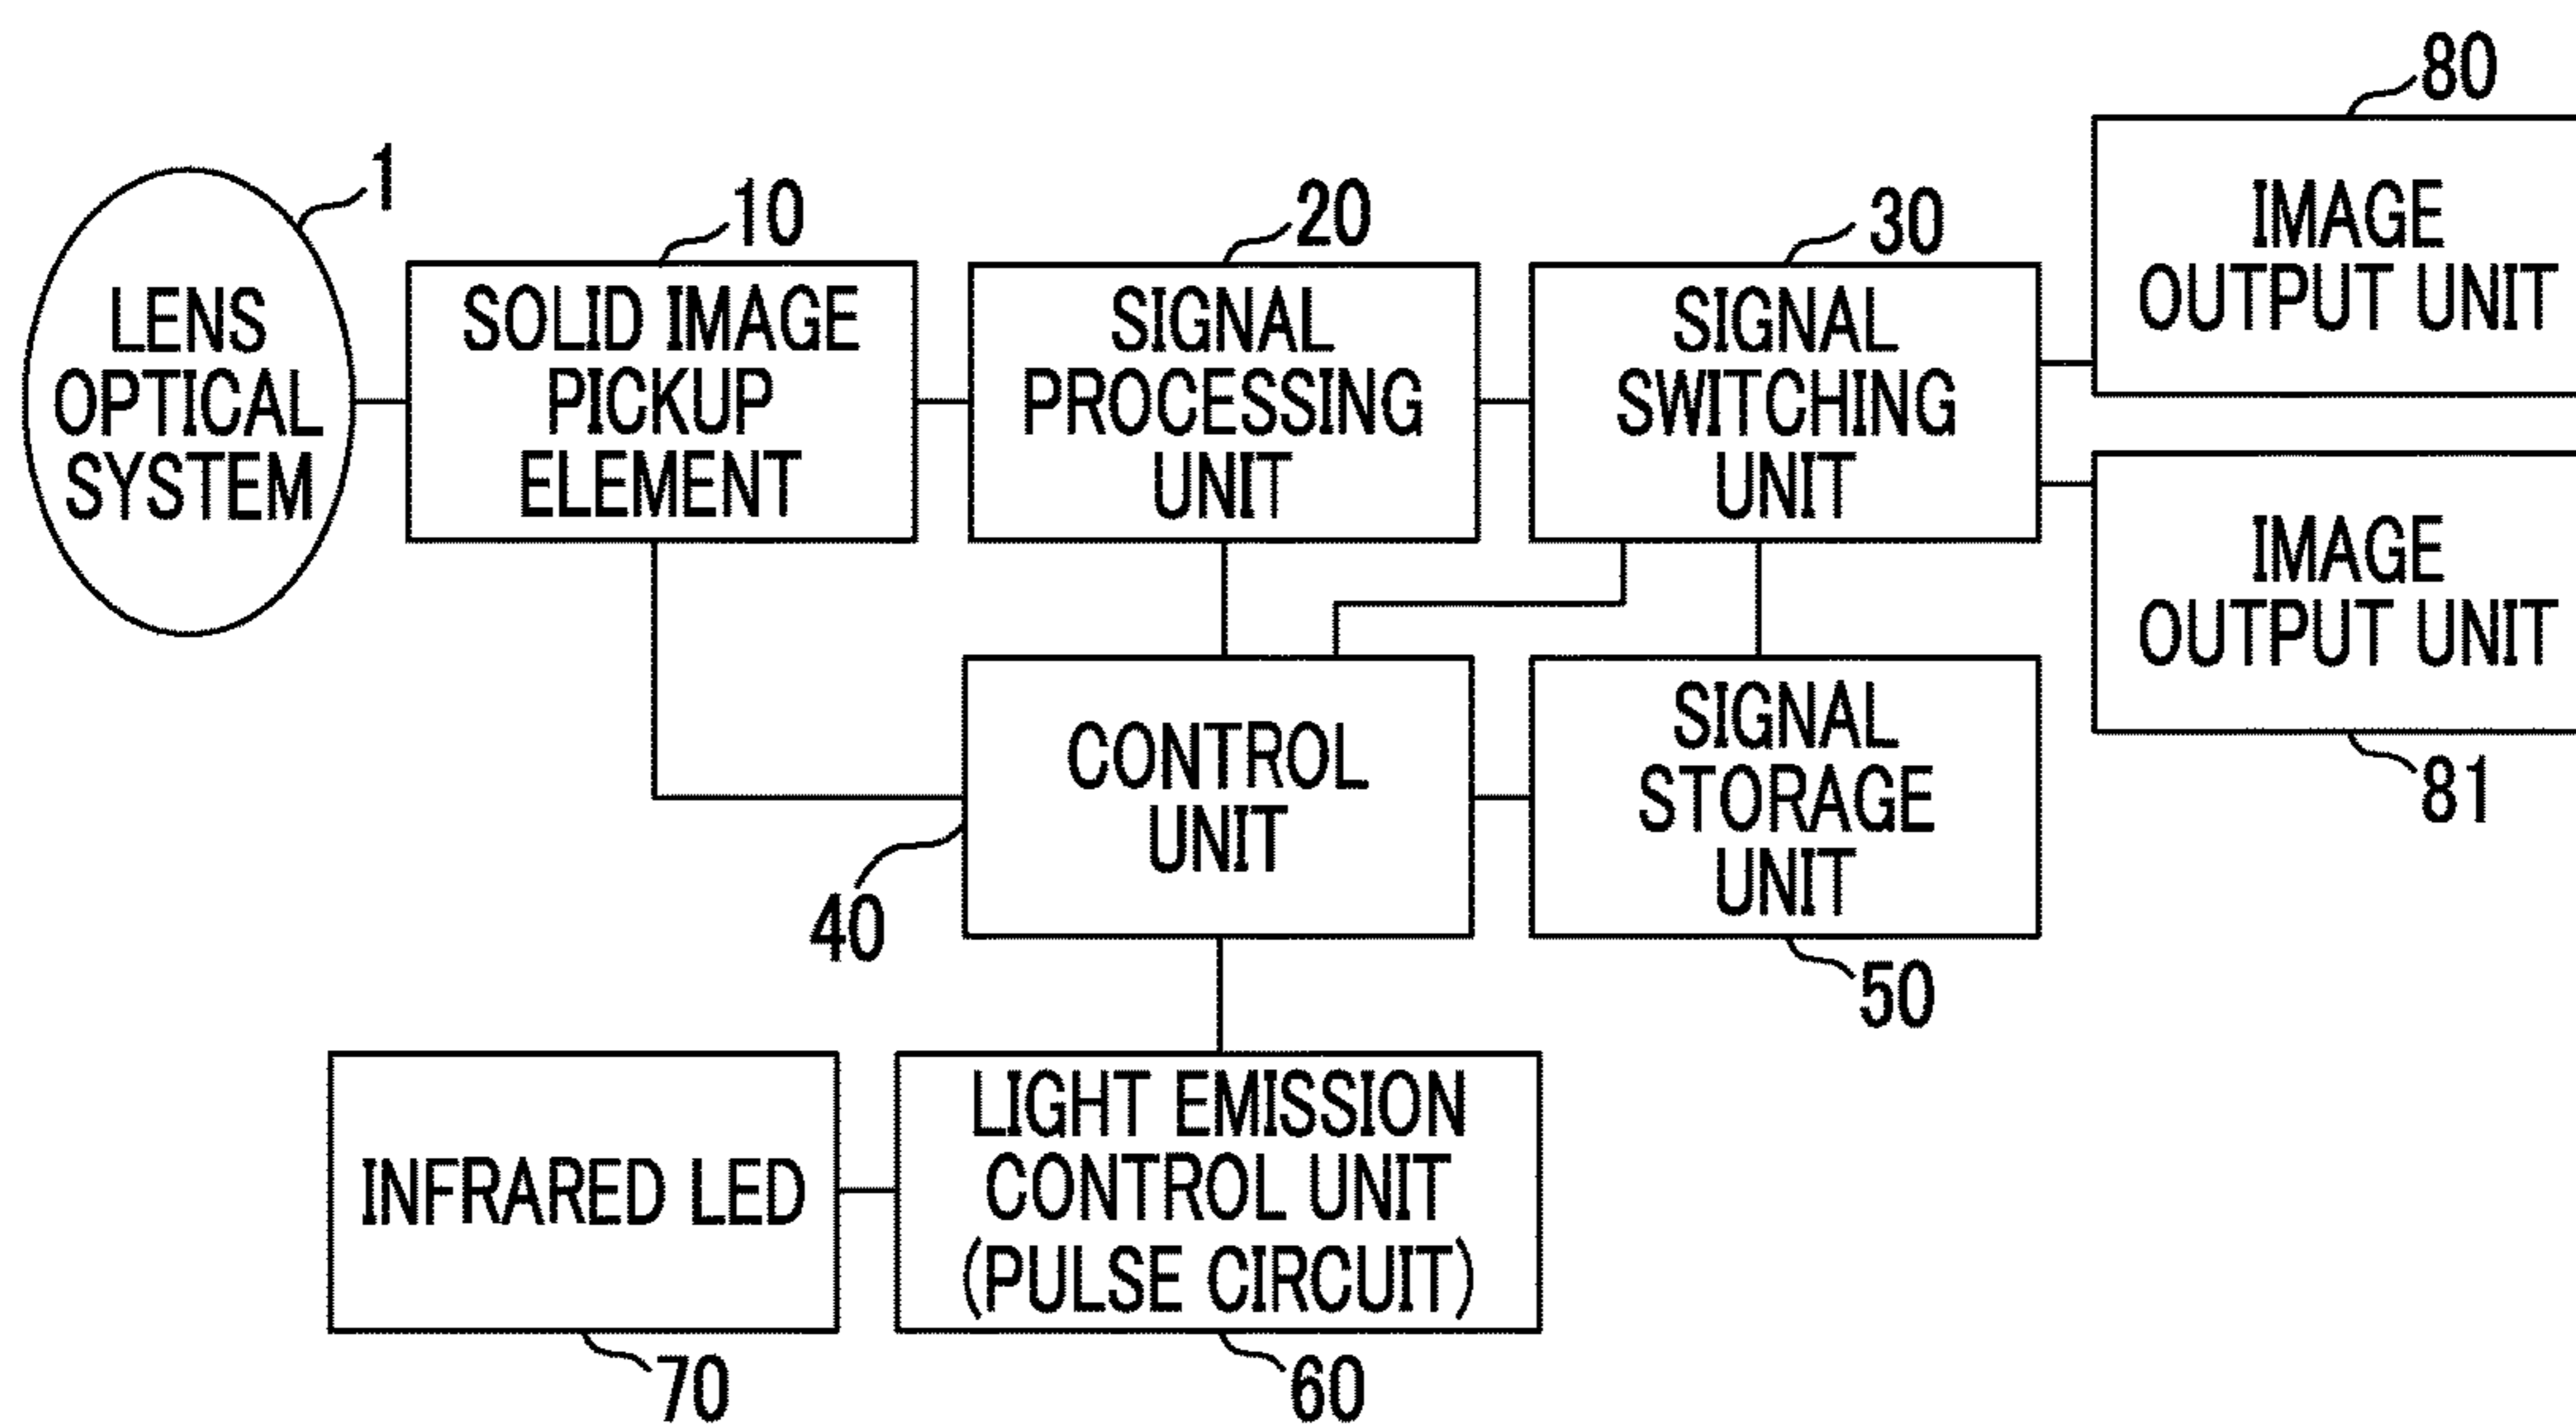 1
LENS
OPTICAL
SYSTEM
10
SOLID IMAGE
PICKUP
ELEMENT
20
SIGNAL
PROCESSING
UNIT
30
SIGNAL
SWITCHING
UNIT
80
IMAGE
OUTPUT UNIT
IMAGE
OUTPUT UNIT
81
CONTROL
UNIT
40
SIGNAL
STORAGE
UNIT
50
INFRARED LED
70
LIGHT EMISSION
CONTROL UNIT
(PULSE CIRCUIT)
60